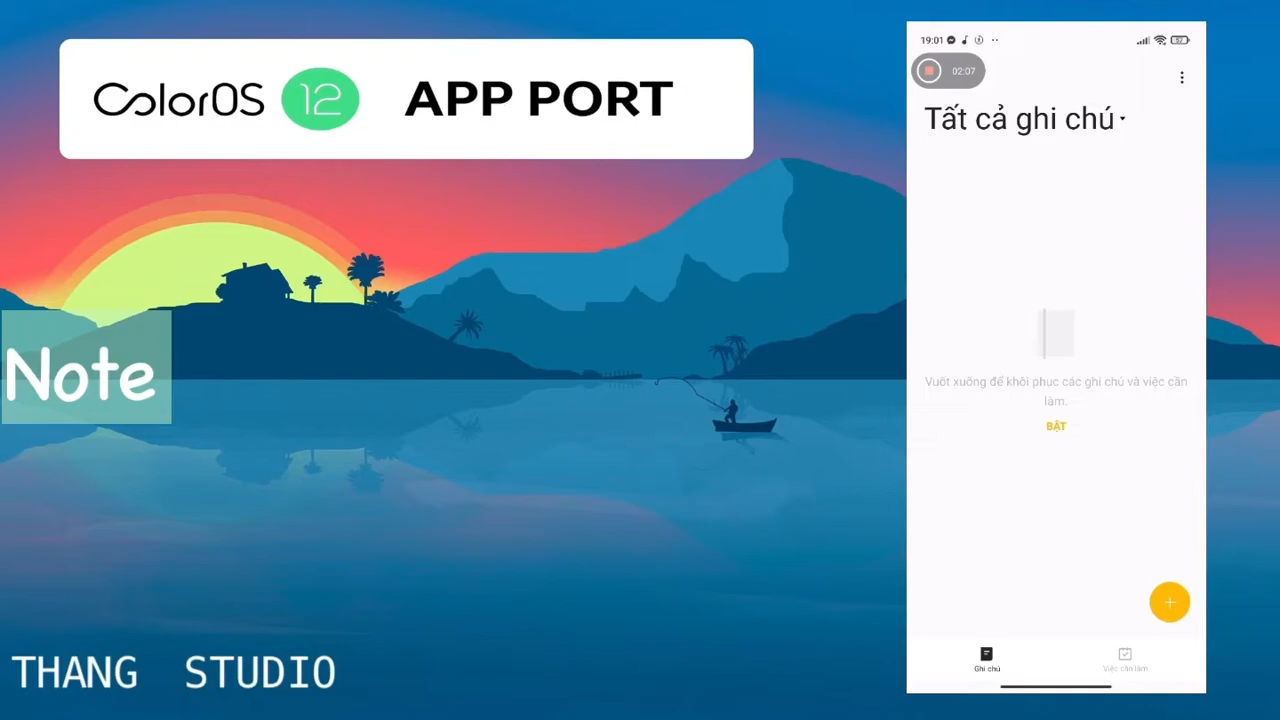 ColorOS 12 APP PORT
Note
THANG STUDIO
19:01
57
02:07
Tất cả ghi chú
Vuốt xuống để khôi phục các ghi chú và việc cần
làm.
BẬT
Ghi chú
Việc cần làm